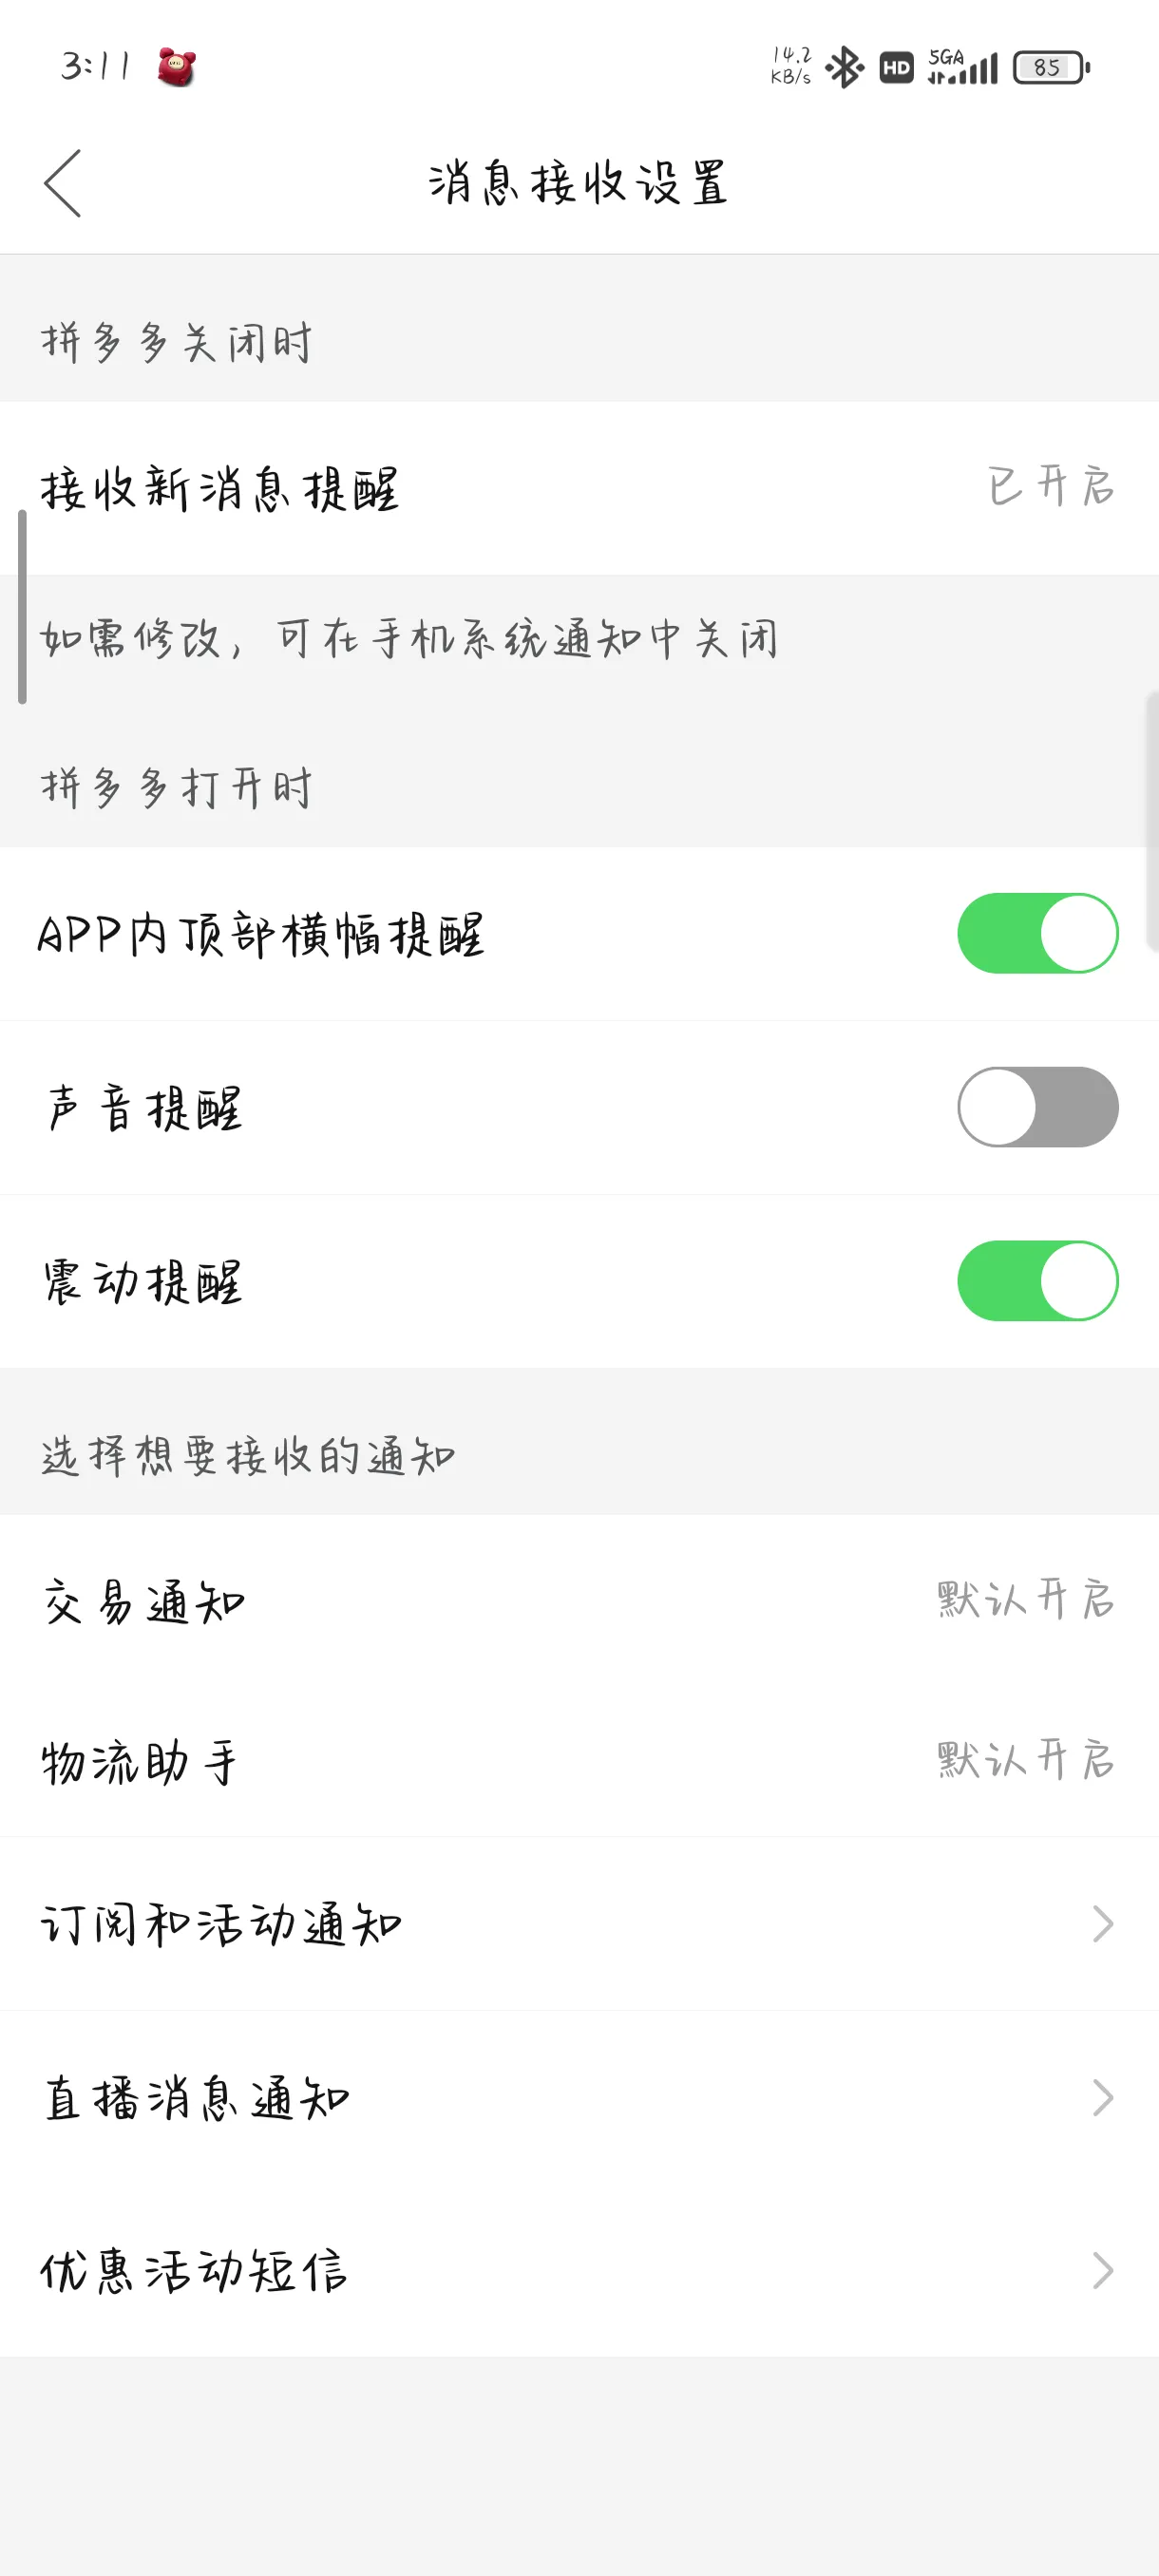 3:11
14.2 KB/s HD 5GA 85
消息接收设置
拼多多关闭时
接收新消息提醒 已开启
如需修改，可在手机系统通知中关闭
拼多多打开时
APP内顶部横幅提醒
声音提醒
震动提醒
选择想要接收的通知
交易通知 默认开启
物流助手 默认开启
订阅和活动通知
直播消息通知
优惠活动短信